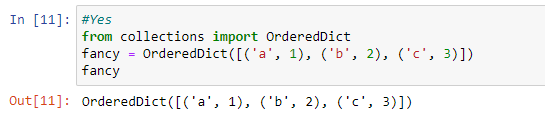 In [11]: #Yes
from collections import OrderedDict
fancy = OrderedDict([('a', 1), ('b', 2), ('c', 3)])
fancy
Out[11]: OrderedDict([('a', 1), ('b', 2), ('c', 3)])